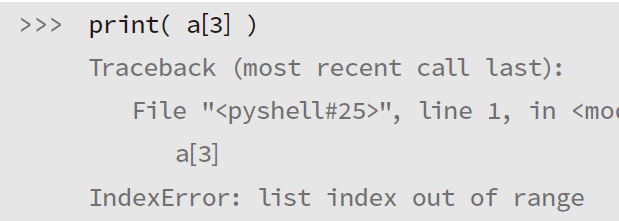 >>> print( a[3] )
Traceback (most recent call last):
File "<pyshell#25>", line 1, in
a[3]
IndexError: list index out of range